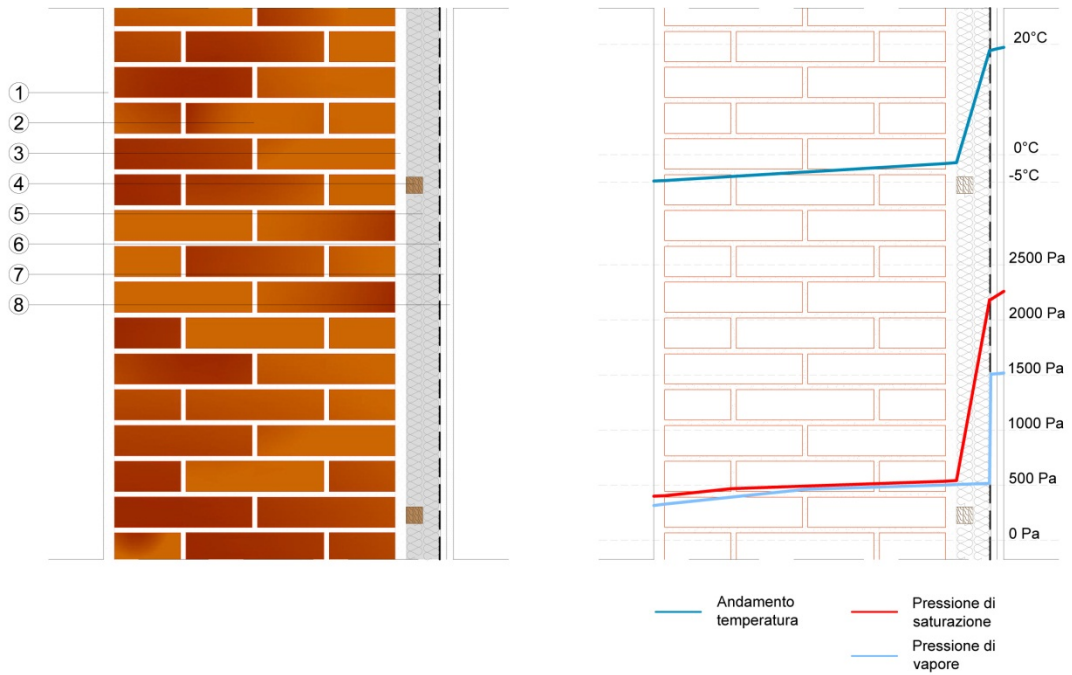 1
2
3
4
5
6
7
8
20°C
0°C
-5°C
2500 Pa
2000 Pa
1500 Pa
1000 Pa
500 Pa
0 Pa
Andamento
temperatura
Pressione di
saturazione
Pressione di
vapore